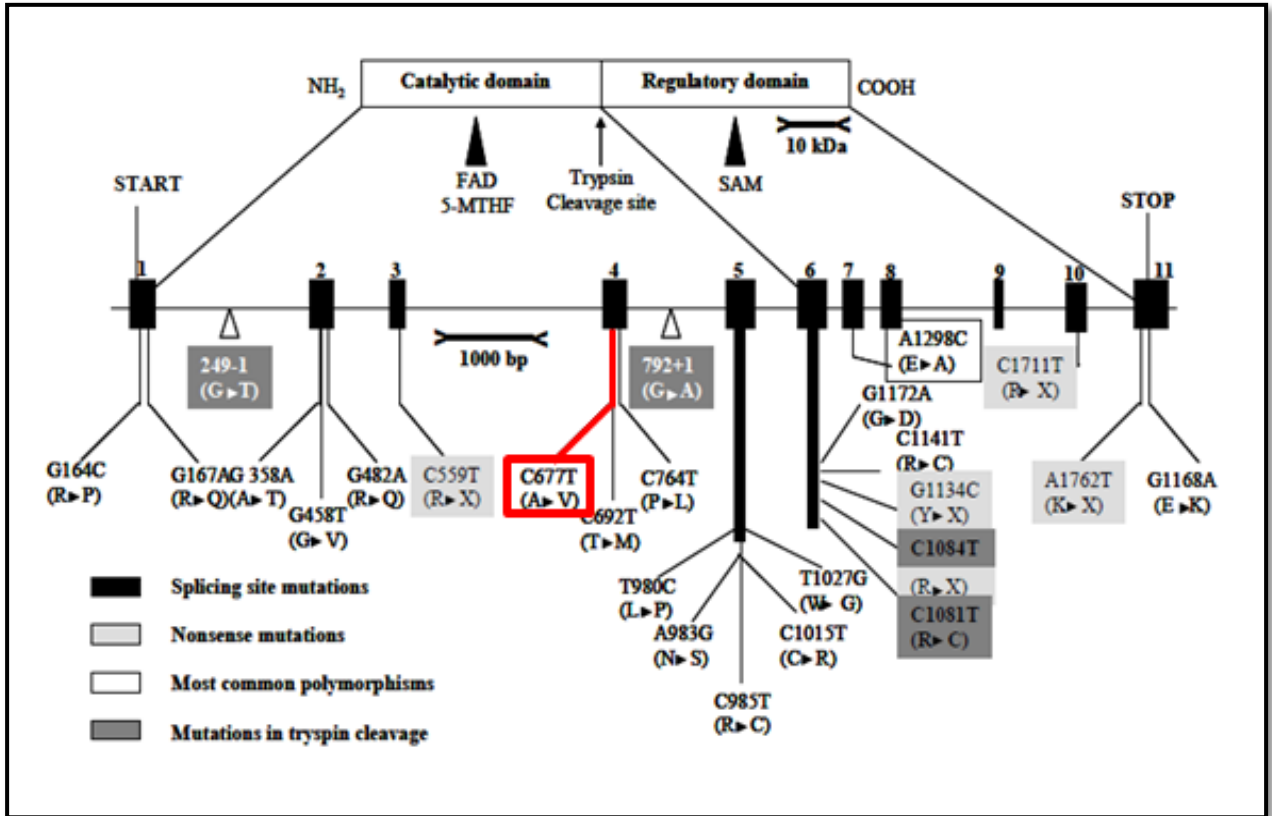 NH2 Catalytic domain Regulatory domain COOH
10 kDa
FAD
5-MTHF
Trypsin
Cleavage site
SAM
START
STOP
1 2 3 4 5 6 7 8 9 10 11
1000 bp
249-1
(G►T)
792+1
(G►A)
A1298C
(E►A)
C1711T
(R► X)
G164C
(R►P)
G167A
(R►Q)
G 358A
(A►T)
G458T
(G► V)
G482A
(R►Q)
C559T
(R►X)
C677T
(A►V)
C692T
(T►M)
C764T
(P►L)
T980C
(L►P)
A983G
(N►S)
C985T
(R►C)
C1015T
(C►R)
T1027G
(W► G)
G1172A
(G►D)
C1141T
(R►C)
G1134C
(Y►X)
C1084T
(R►X)
C1081T
(R►C)
A1762T
(K►X)
G1168A
(E ►K)
Splicing site mutations
Nonsense mutations
Most common polymorphisms
Mutations in tryspin cleavage